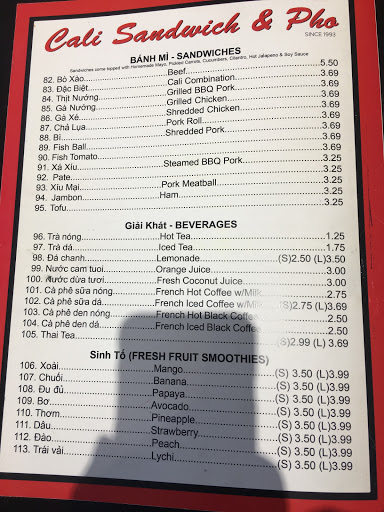 Cali Sandwich & Pho
SINCE 1993
BÁNH MÌ - SANDWICHES
Sandwiches come topped with Homemade Mayo, Pickled Carrots, Cucumbers, Cilantro, Hot Jalapeno & Soy Sauce
82. Bò Xào.....Beef.....5.50
83. Đặc Biệt.....Cali Combination.....3.69
84. Thịt Nướng.....Grilled BBQ Pork.....3.69
85. Gà Nướng.....Grilled Chicken.....3.69
86. Gà Xé.....Shredded Chicken.....3.69
87. Chả Lụa.....Pork Roll.....3.69
88. Bì.....Shredded Pork.....3.69
89. Fish Ball.....3.69
90. Fish Tomato.....3.69
91. Xá Xíu.....Steamed BBQ Pork.....3.25
92. Pate.....3.25
93. Xíu Mại.....Pork Meatball.....3.25
94. Jambon.....Ham.....3.25
95. Tofu.....3.25
Giải Khát - BEVERAGES
96. Trà nóng.....Hot Tea.....1.25
97. Trà dá.....Iced Tea.....1.75
98. Đá chanh.....Lemonade.....(S)2.50 (L)3.50
99. Nước cam tuoi.....Orange Juice.....3.00
100. Nước dừa tươi.....Fresh Coconut Juice.....3.00
101. Cà phê sữa nóng.....French Hot Coffee w/Milk.....2.75
102. Cà phê sữa dá.....French Iced Coffee w/Milk.....(S)2.75 (L)3.69
103. Cà phê den nóng.....French Hot Black Coffee.....2.50
104. Cà phê den dá.....French Iced Black Coffee.....2.50
105. Thai Tea.....(S)2.99 (L)3.69
Sinh Tố (FRESH FRUIT SMOOTHIES)
106. Xoài.....Mango.....(S) 3.50 (L)3.99
107. Chuối.....Banana.....(S) 3.50 (L)3.99
108. Đu đủ.....Papaya.....(S) 3.50 (L)3.99
109. Bơ.....Avocado.....(S) 3.50 (L)3.99
110. Thơm.....Pineapple.....(S) 3.50 (L)3.99
111. Dâu.....Strawberry.....(S) 3.50 (L)3.99
112. Đào.....Peach.....(S) 3.50 (L)3.99
113. Trái vải.....Lychi.....(S) 3.50 (L)3.99